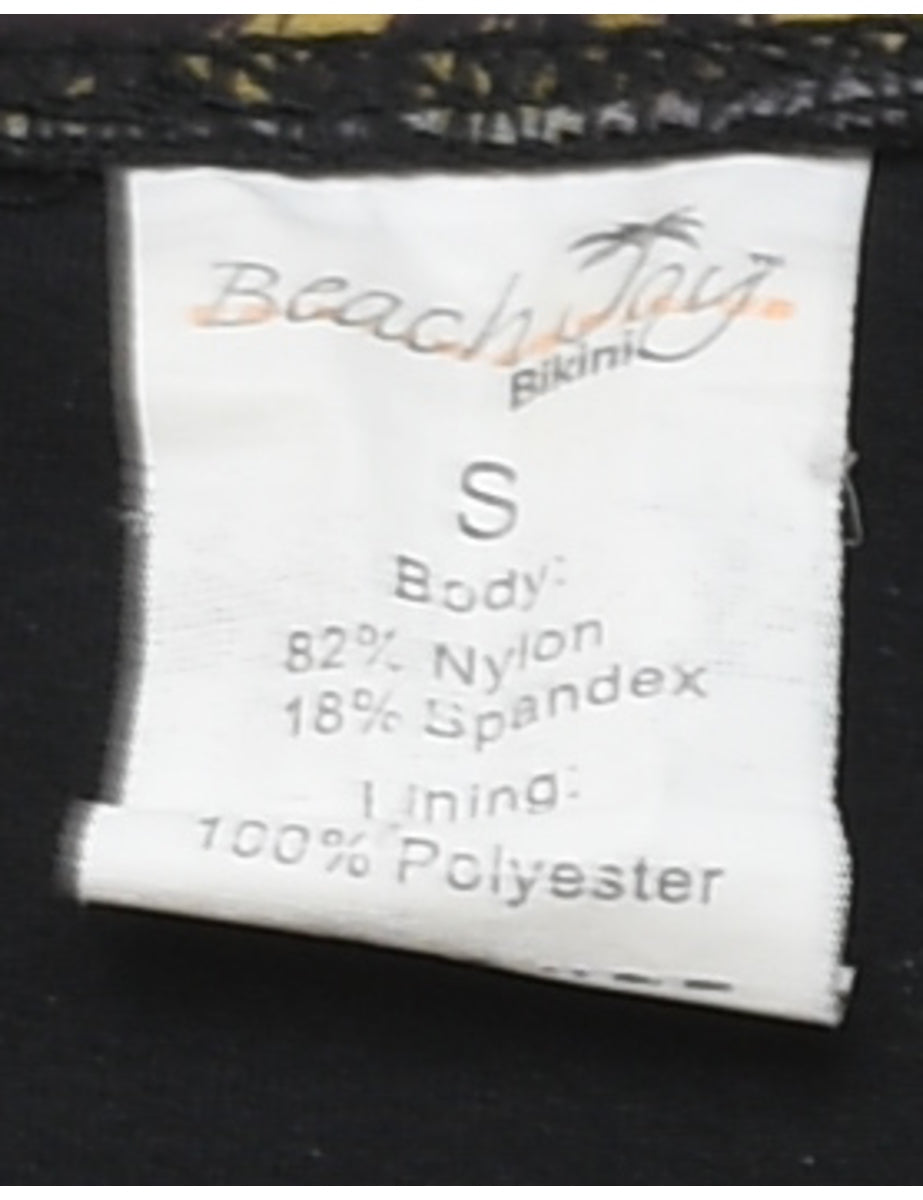 Beach Joy
Bikini
S
Body:
82% Nylon
18% Spandex
Lining:
100% Polyester